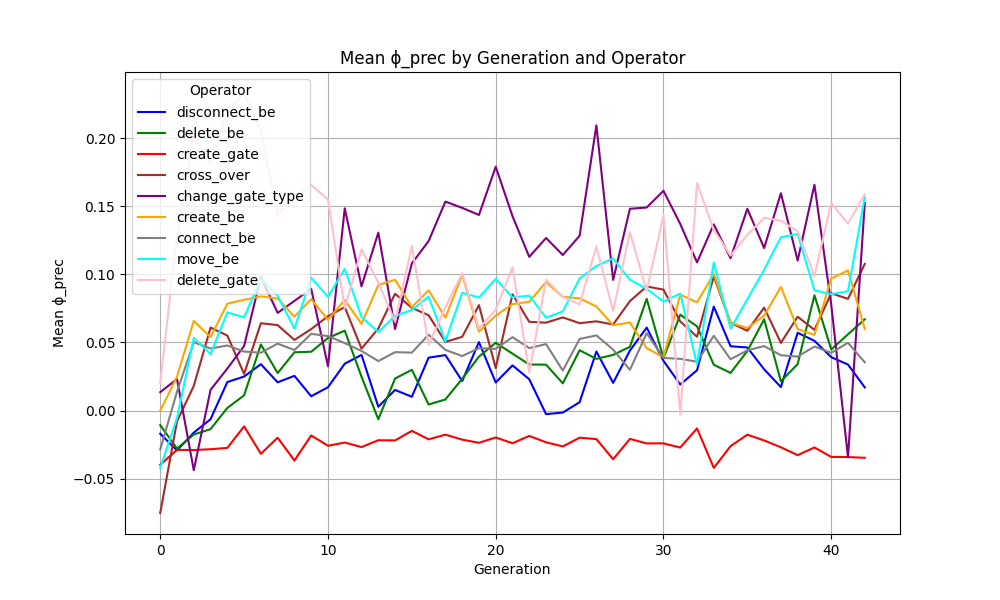 Mean ϕ_prec by Generation and Operator
Operator
disconnect_be
delete_be
create_gate
cross_over
change_gate_type
create_be
connect_be
move_be
delete_gate
Mean ϕ_prec
0.20
0.15
0.10
0.05
0.00
−0.05
0
10
20
30
40
Generation